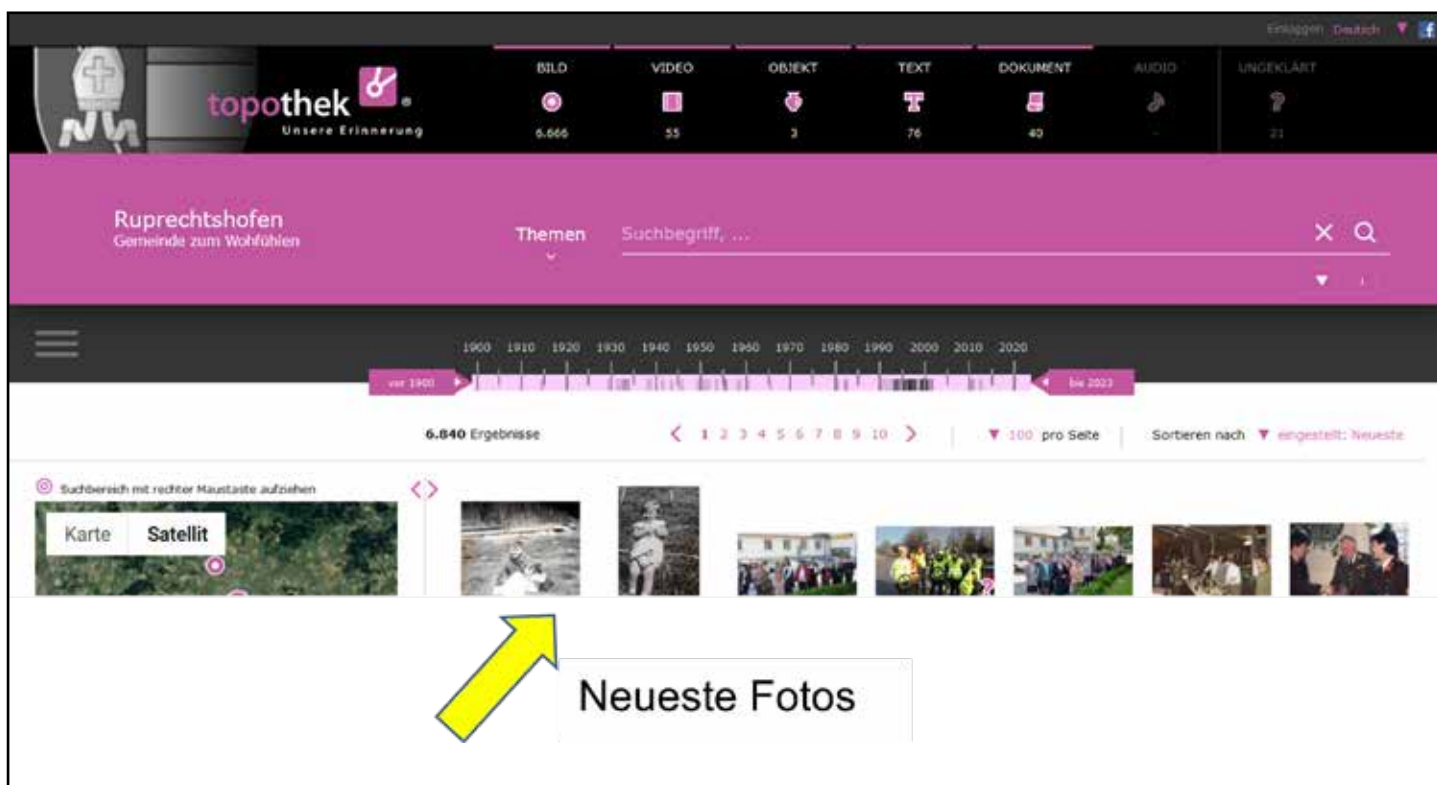 Einloggen Deutsch
BILD VIDEO OBJEKT TEXT DOKUMENT AUDIO UNGEKLÄRT
topothek
Unsere Erinnerung
6.666 55 3 76 40 - 21
Ruprechtshofen
Gemeinde zum Wohlfühlen
Themen Suchbegriff, ...
1900 1910 1920 1930 1940 1950 1960 1970 1980 1990 2000 2010 2020
vor 1900 bis 2023
6.840 Ergebnisse 1 2 3 4 5 6 7 8 9 10 100 pro Seite Sortieren nach eingestellt: Neueste
Suchbereich mit rechter Maustaste aufziehen
Karte Satellit
Neueste Fotos